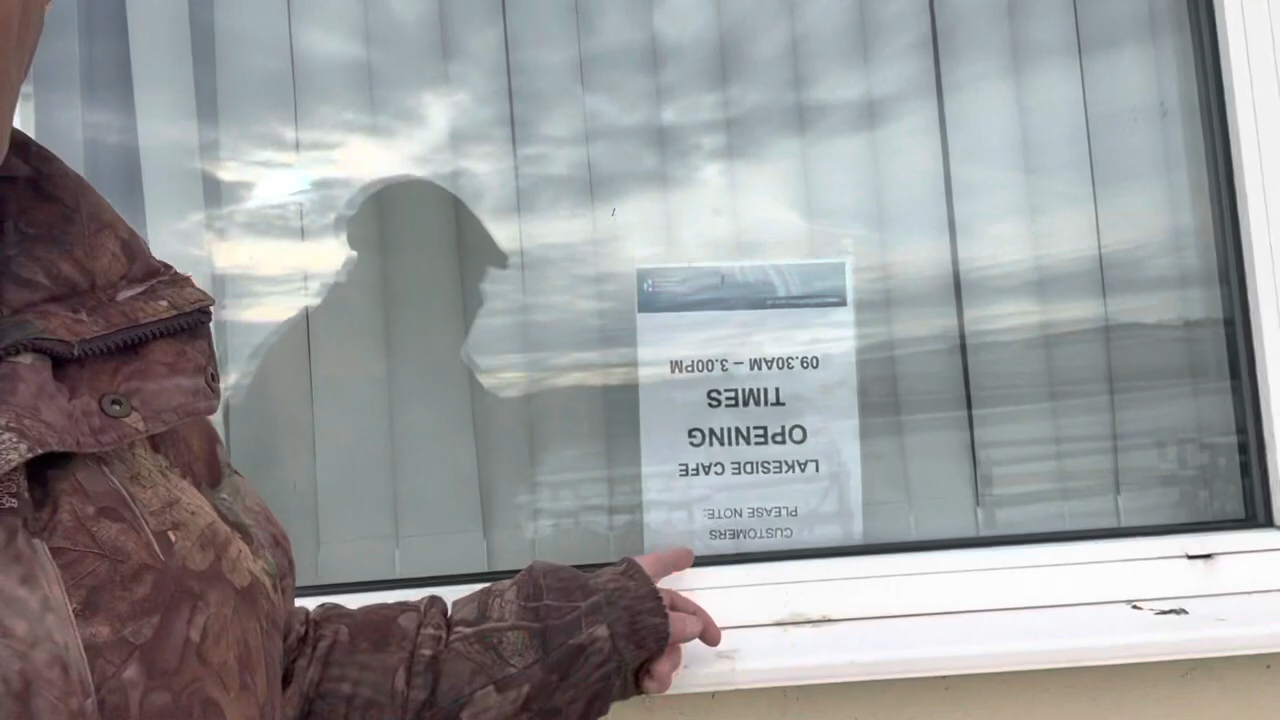 CUSTOMERS
PLEASE NOTE:
LAKESIDE CAFE
OPENING
TIMES
09.30AM – 3.00PM